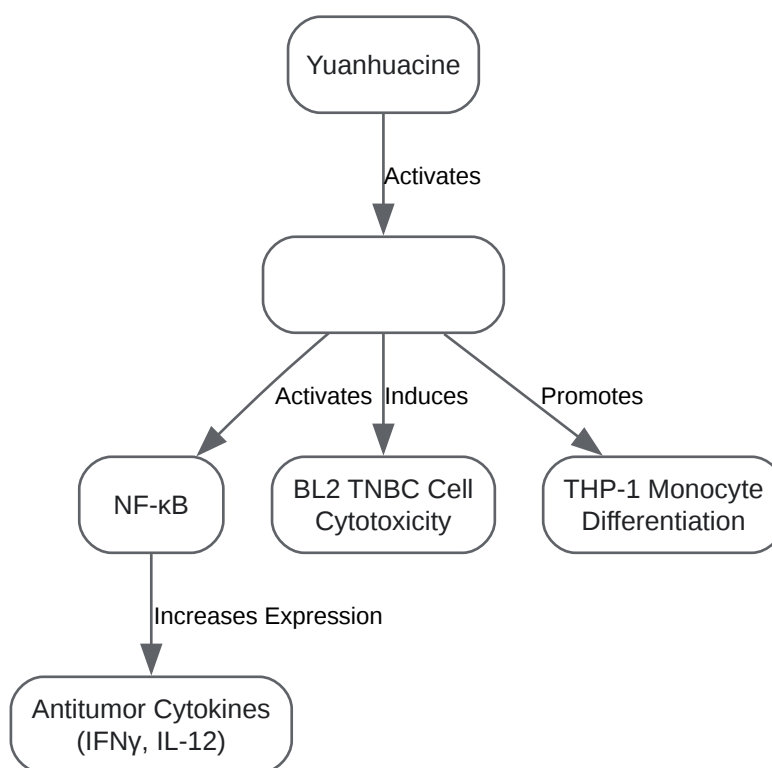 Yuanhuacine
Activates
Activates
Induces
Promotes
NF-κB
BL2 TNBC Cell
Cytotoxicity
THP-1 Monocyte
Differentiation
Increases Expression
Antitumor Cytokines
(IFNγ, IL-12)